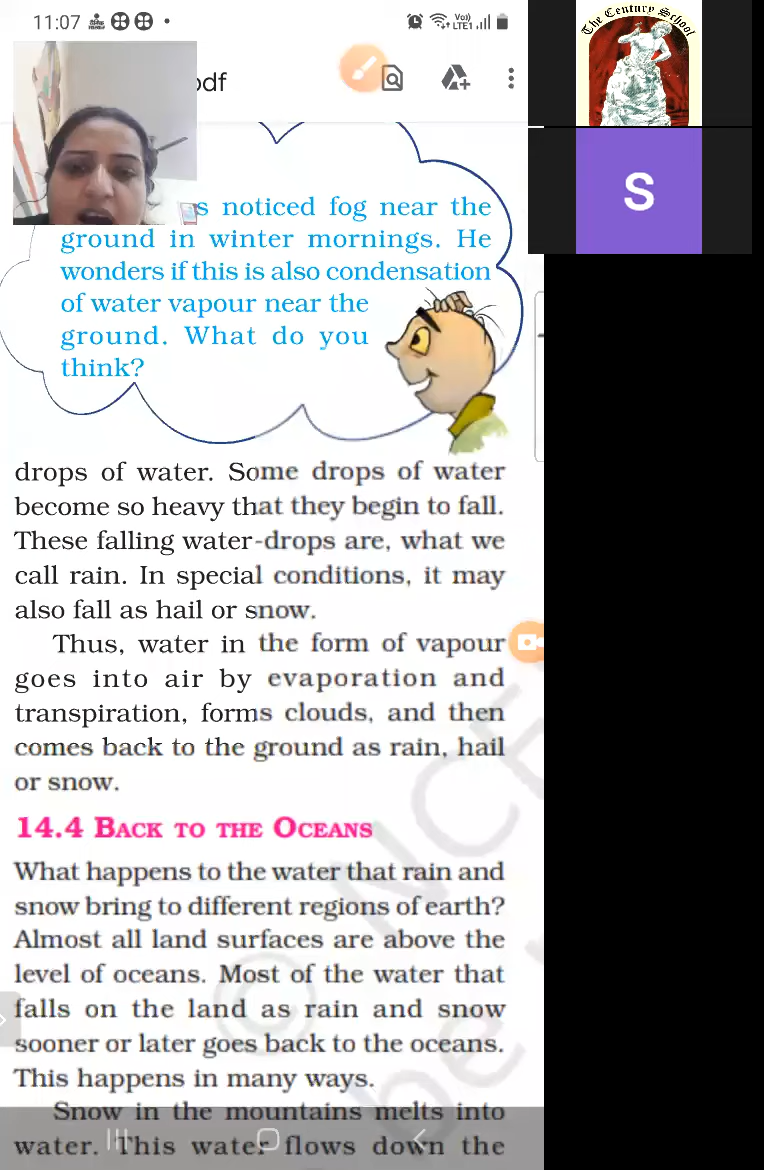 11:07
Vo))
LTE1
odf
The Century School
S
s noticed fog near the
ground in winter mornings. He
wonders if this is also condensation
of water vapour near the
ground. What do you
think?
drops of water. Some drops of water
become so heavy that they begin to fall.
These falling water-drops are, what we
call rain. In special conditions, it may
also fall as hail or snow.
Thus, water in the form of vapour
goes into air by evaporation and
transpiration, forms clouds, and then
comes back to the ground as rain, hail
or snow.
14.4 BACK TO THE OCEANS
What happens to the water that rain and
snow bring to different regions of earth?
Almost all land surfaces are above the
level of oceans. Most of the water that
falls on the land as rain and snow
sooner or later goes back to the oceans.
This happens in many ways.
Snow in the mountains melts into
water. This water flows down the
© NCE
be